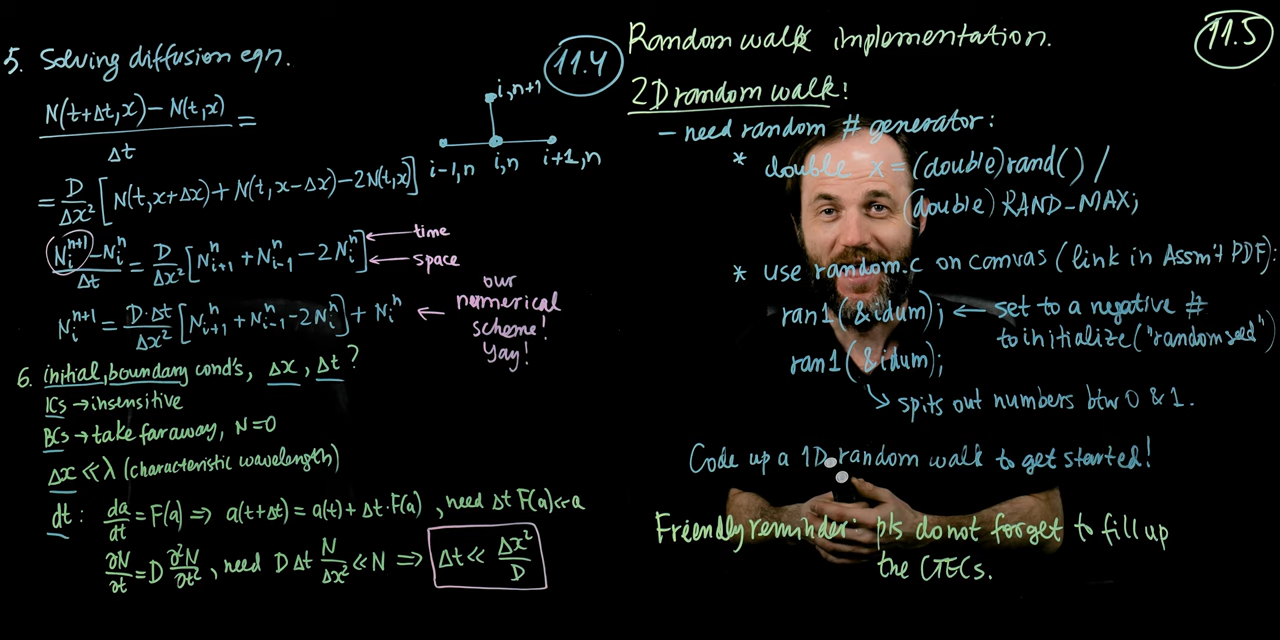 5. Solving diffusion eqn.
11.4
N(t+Δt,x)-N(t,x)
Δt
=
= D/Δx² [N(t,x+Δx)+N(t,x-Δx)-2N(t,x)]
i,n+1
i-1,n i,n i+1,n
(N_i^{n+1}-N_i^n)/Δt = D/Δx² [N_{i+1}^n + N_{i-1}^n - 2N_i^n]
time
space
N_i^{n+1} = D·Δt/Δx² [N_{i+1}^n + N_{i-1}^n - 2N_i^n] + N_i^n ←
our
numerical
scheme!
Yay!
6. initial, boundary cond's, Δx, Δt?
ICs → insensitive
BCs → take far away, N=0
Δx ≪ λ (characteristic wavelength)
dt: da/dt = F(a) ⇒ a(t+Δt) = a(t) + Δt·F(a), need Δt F(a) ≪ a
∂N/∂t = D ∂²N/∂t², need D Δt N/Δx² ≪ N ⇒ Δt ≪ Δx²/D
Random walk implementation.
11.5
2D random walk!
- need random # generator:
* double x = (double)rand() /
(double) RAND_MAX;
* use random.c on canvas (link in Assm't PDF):
ran1(&idum); ← set to a negative #
to initialize ("random seed")
ran1(&idum);
↳ spits out numbers btw 0 & 1.
Code up a 1D random walk to get started!
Friendly reminder: pls do not forget to fill up
the CTECs.